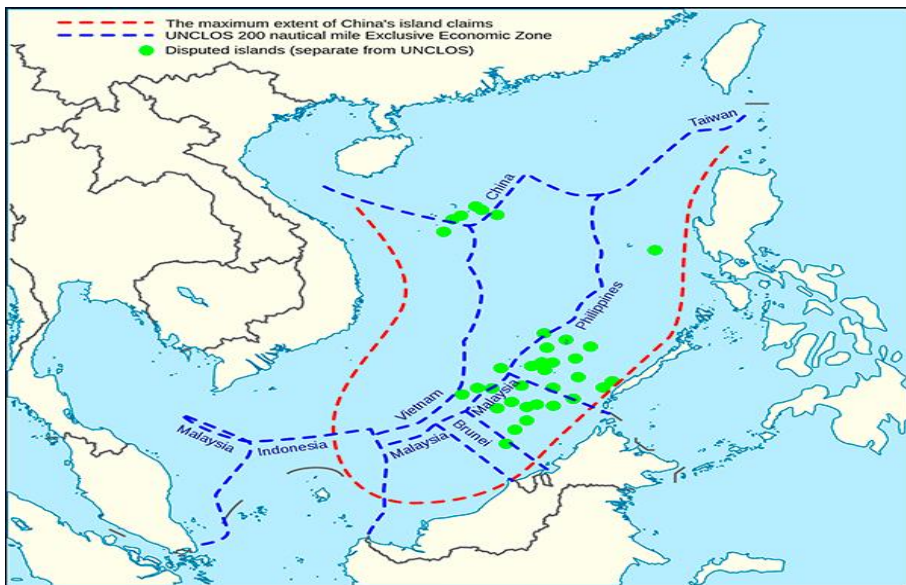 The maximum extent of China's island claims
UNCLOS 200 nautical mile Exclusive Economic Zone
Disputed islands (separate from UNCLOS)
Taiwan
China
Philippines
Vietnam
Malaysia
Brunei
Malaysia
Indonesia
Malaysia